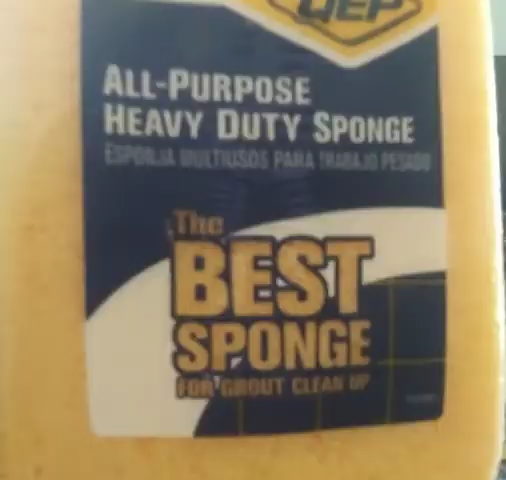 QEP
ALL-PURPOSE
HEAVY DUTY SPONGE
ESPONJA MULTIUSOS PARA TRABAJO PESADO
The
BEST
SPONGE
FOR GROUT CLEAN UP